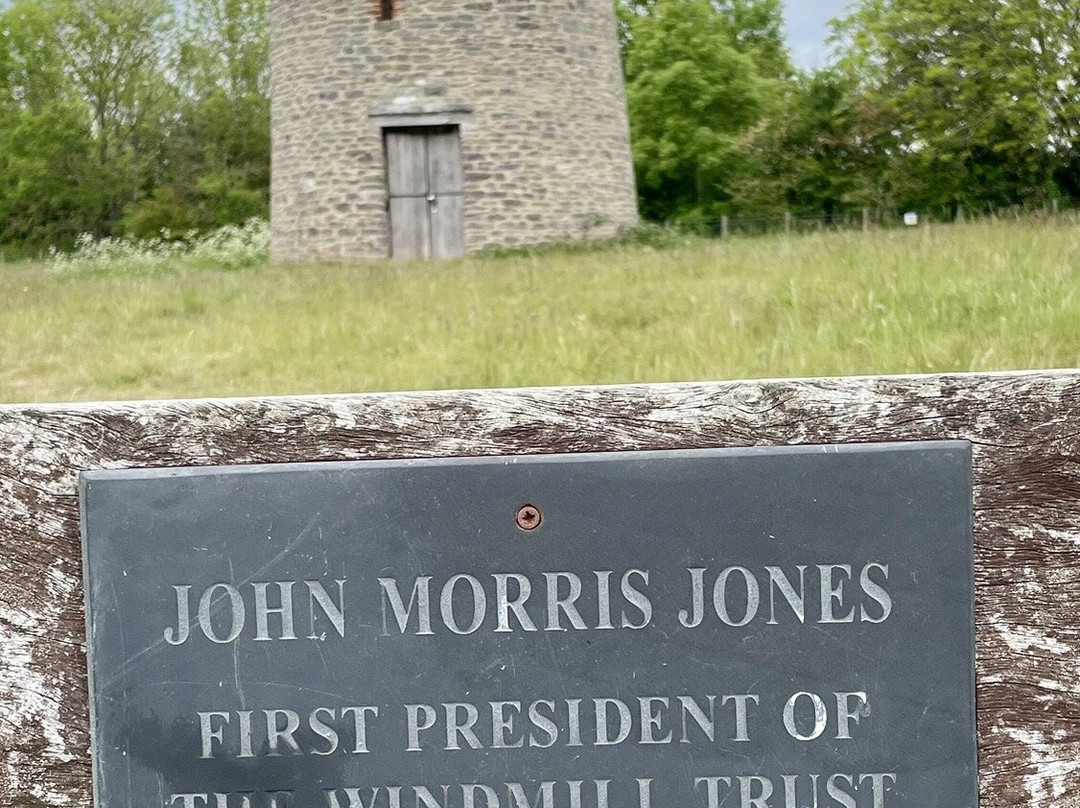 JOHN MORRIS JONES
FIRST PRESIDENT OF
THE WINDMILL TRUST